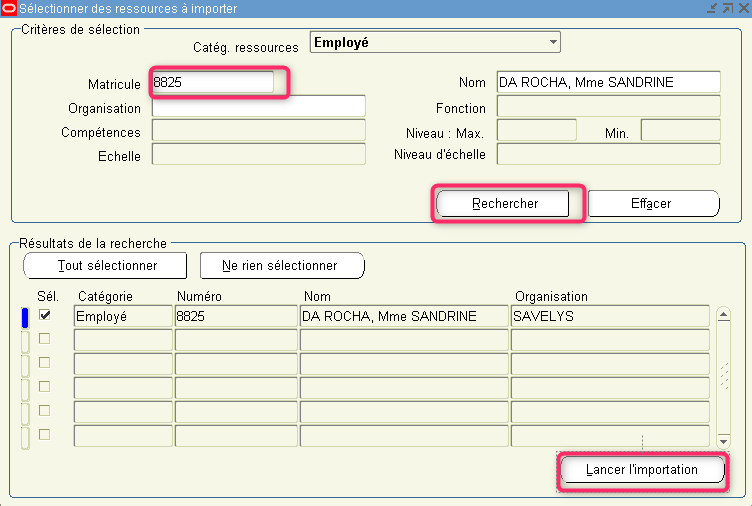 Sélectionner des ressources à importer
Critères de sélection
Catég. ressources Employé
Matricule 8825 Nom DA ROCHA, Mme SANDRINE
Organisation Fonction
Compétences Niveau : Max. Min.
Echelle Niveau d'échelle
Rechercher Effacer
Résultats de la recherche
Tout sélectionner Ne rien sélectionner
Sél. Catégorie Numéro Nom Organisation
Employé 8825 DA ROCHA, Mme SANDRINE SAVELYS
Lancer l'importation